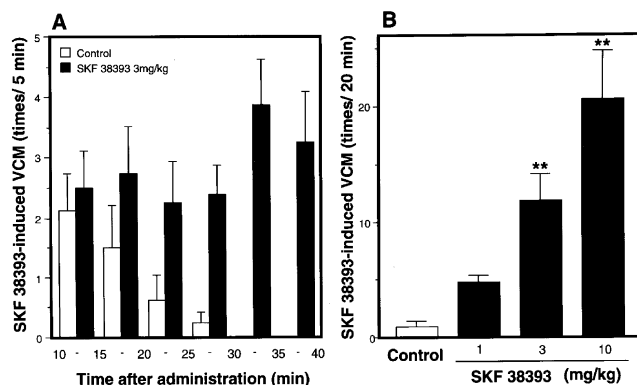 A
SKF 38393-induced VCM (times/ 5 min)
5
4
3
2
1
0
Control
SKF 38393 3mg/kg
10 - 15 - 20 - 25 - 30 - 35 - 40
Time after administration (min)
B
SKF 38393-induced VCM (times/ 20 min)
20
10
0
**
**
Control 1 3 10
SKF 38393 (mg/kg)